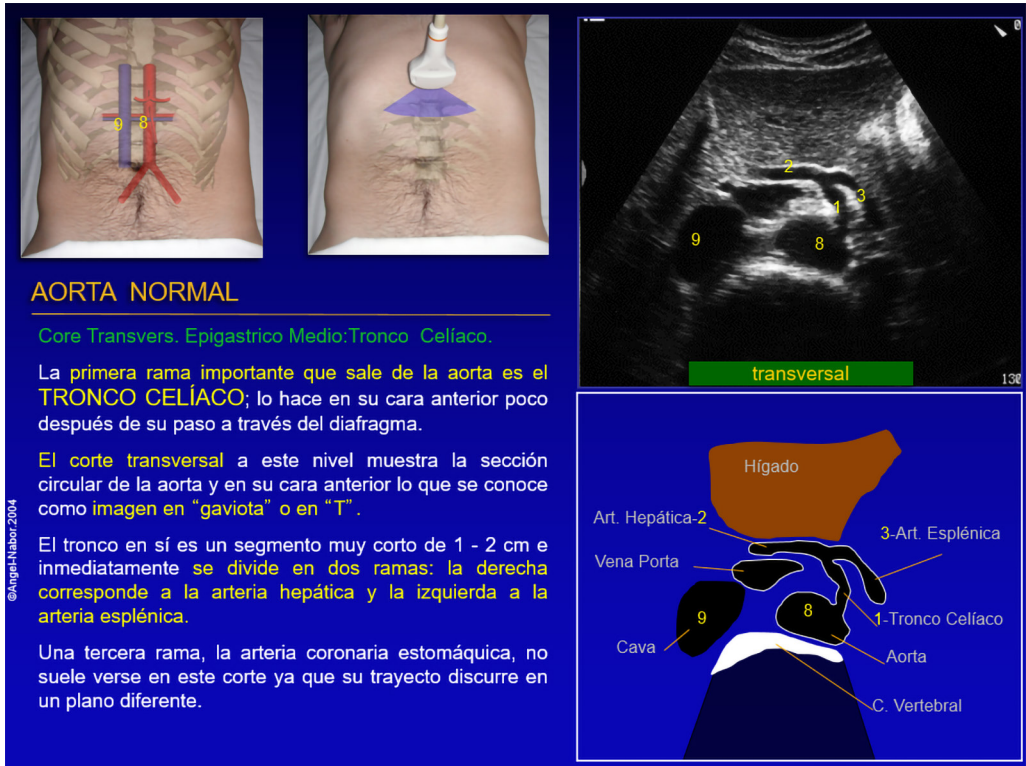 9 8
AORTA NORMAL
Core Transvers. Epigastrico Medio:Tronco Celíaco.
La primera rama importante que sale de la aorta es el
TRONCO CELÍACO; lo hace en su cara anterior poco
después de su paso a través del diafragma.
El corte transversal a este nivel muestra la sección
circular de la aorta y en su cara anterior lo que se conoce
como imagen en “gaviota” o en “T”.
El tronco en sí es un segmento muy corto de 1 - 2 cm e
inmediatamente se divide en dos ramas: la derecha
corresponde a la arteria hepática y la izquierda a la
arteria esplénica.
Una tercera rama, la arteria coronaria estomáquica, no
suele verse en este corte ya que su trayecto discurre en
un plano diferente.
©Angel-Nabor.2004
0
2
3
1
9
8
transversal
130
Hígado
Art. Hepática-2
3-Art. Esplénica
Vena Porta
9
8
1-Tronco Celíaco
Cava
Aorta
C. Vertebral